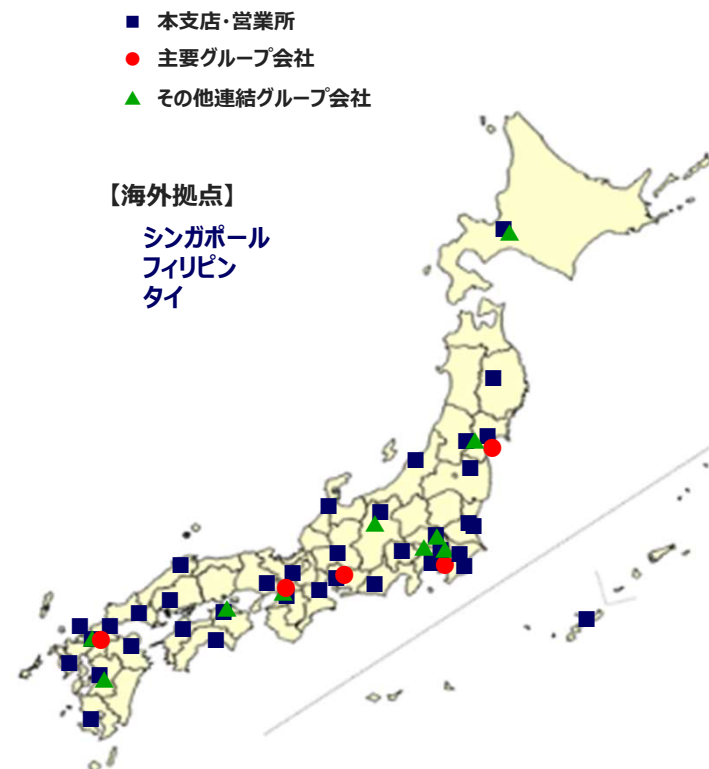 本支店・営業所
主要グループ会社
その他連結グループ会社
【海外拠点】
シンガポール
フィリピン
タイ